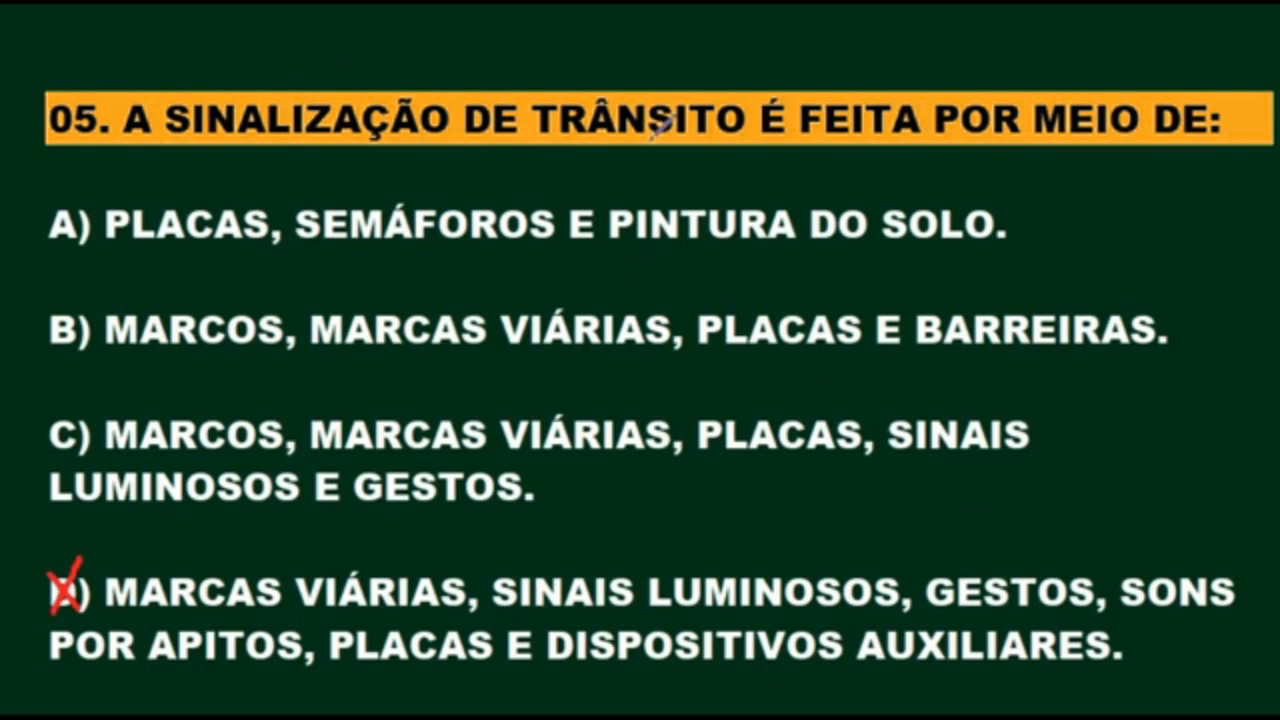 05. A SINALIZAÇÃO DE TRÂNSITO É FEITA POR MEIO DE:
A) PLACAS, SEMÁFOROS E PINTURA DO SOLO.
B) MARCOS, MARCAS VIÁRIAS, PLACAS E BARREIRAS.
C) MARCOS, MARCAS VIÁRIAS, PLACAS, SINAIS
LUMINOSOS E GESTOS.
D) MARCAS VIÁRIAS, SINAIS LUMINOSOS, GESTOS, SONS
POR APITOS, PLACAS E DISPOSITIVOS AUXILIARES.